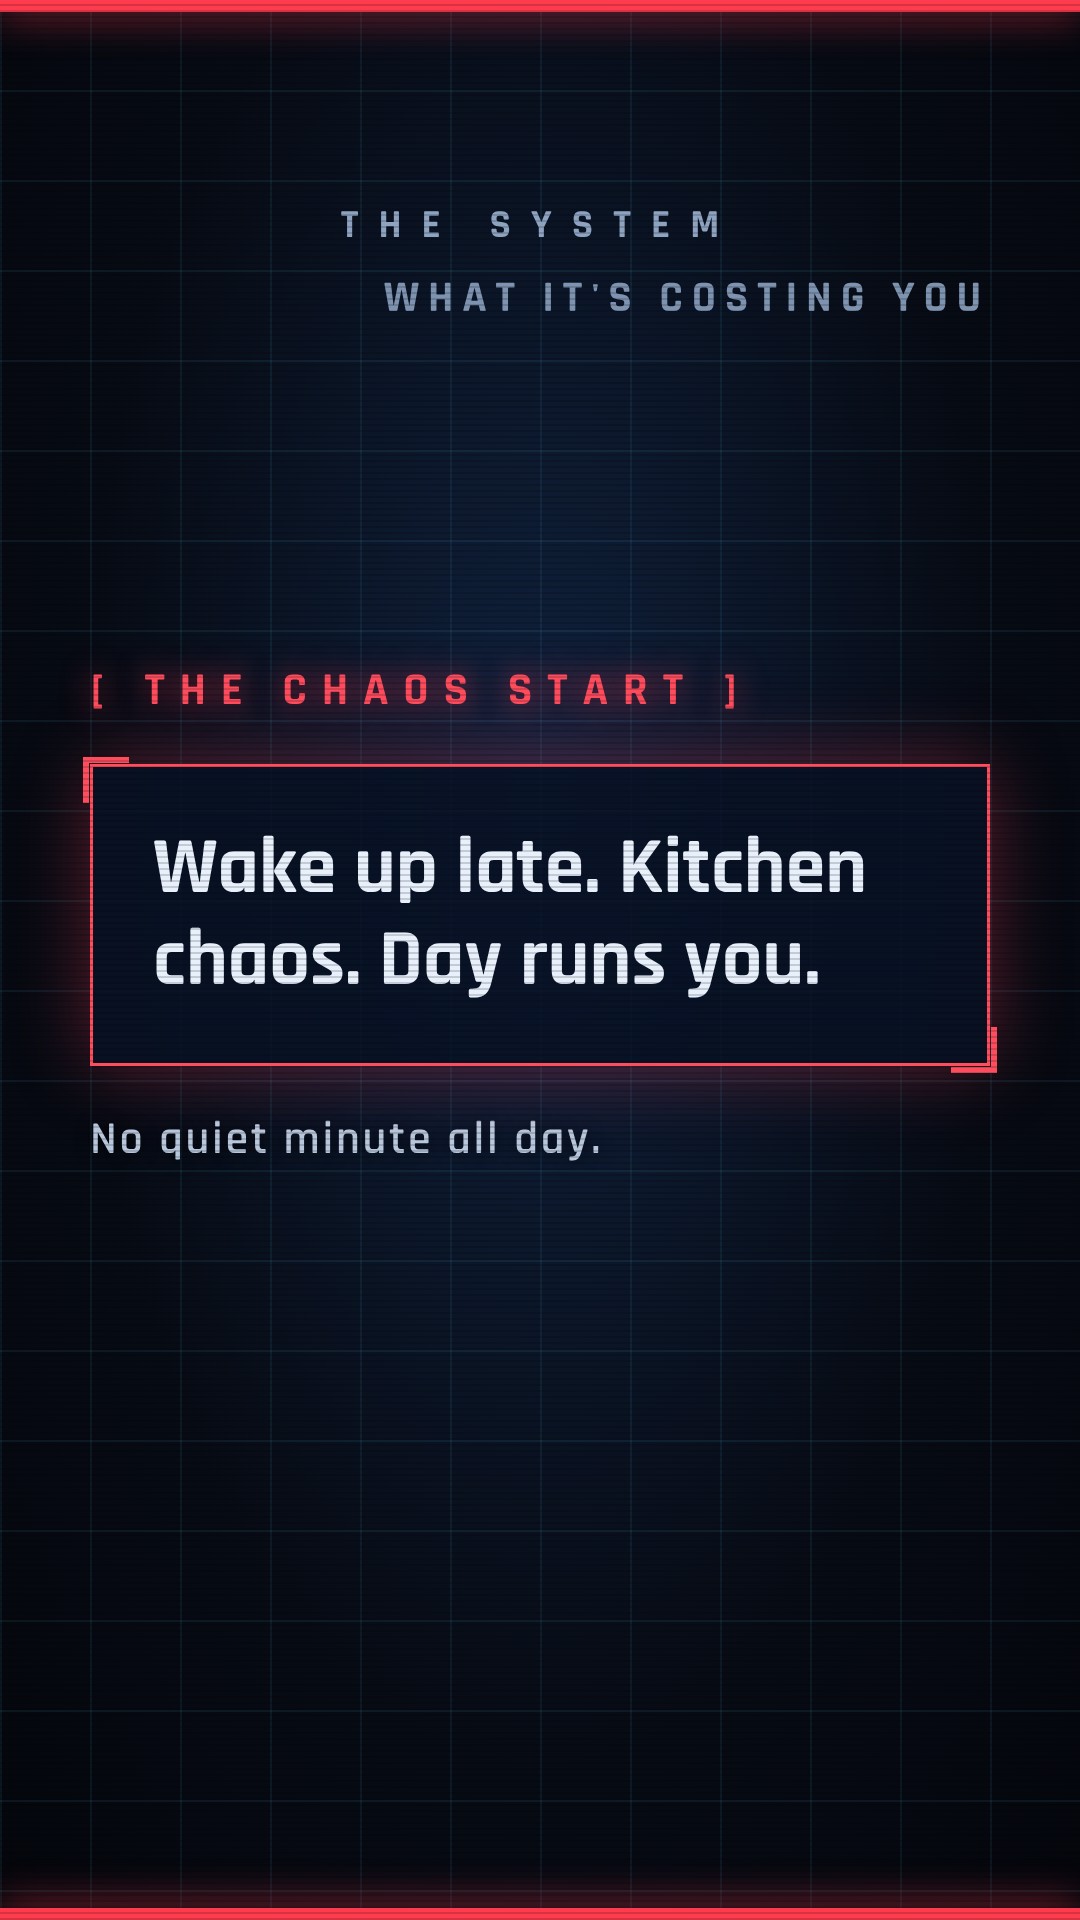 THE SYSTEM
WHAT IT'S COSTING YOU
[ THE CHAOS START ]
Wake up late. Kitchen
chaos. Day runs you.
No quiet minute all day.